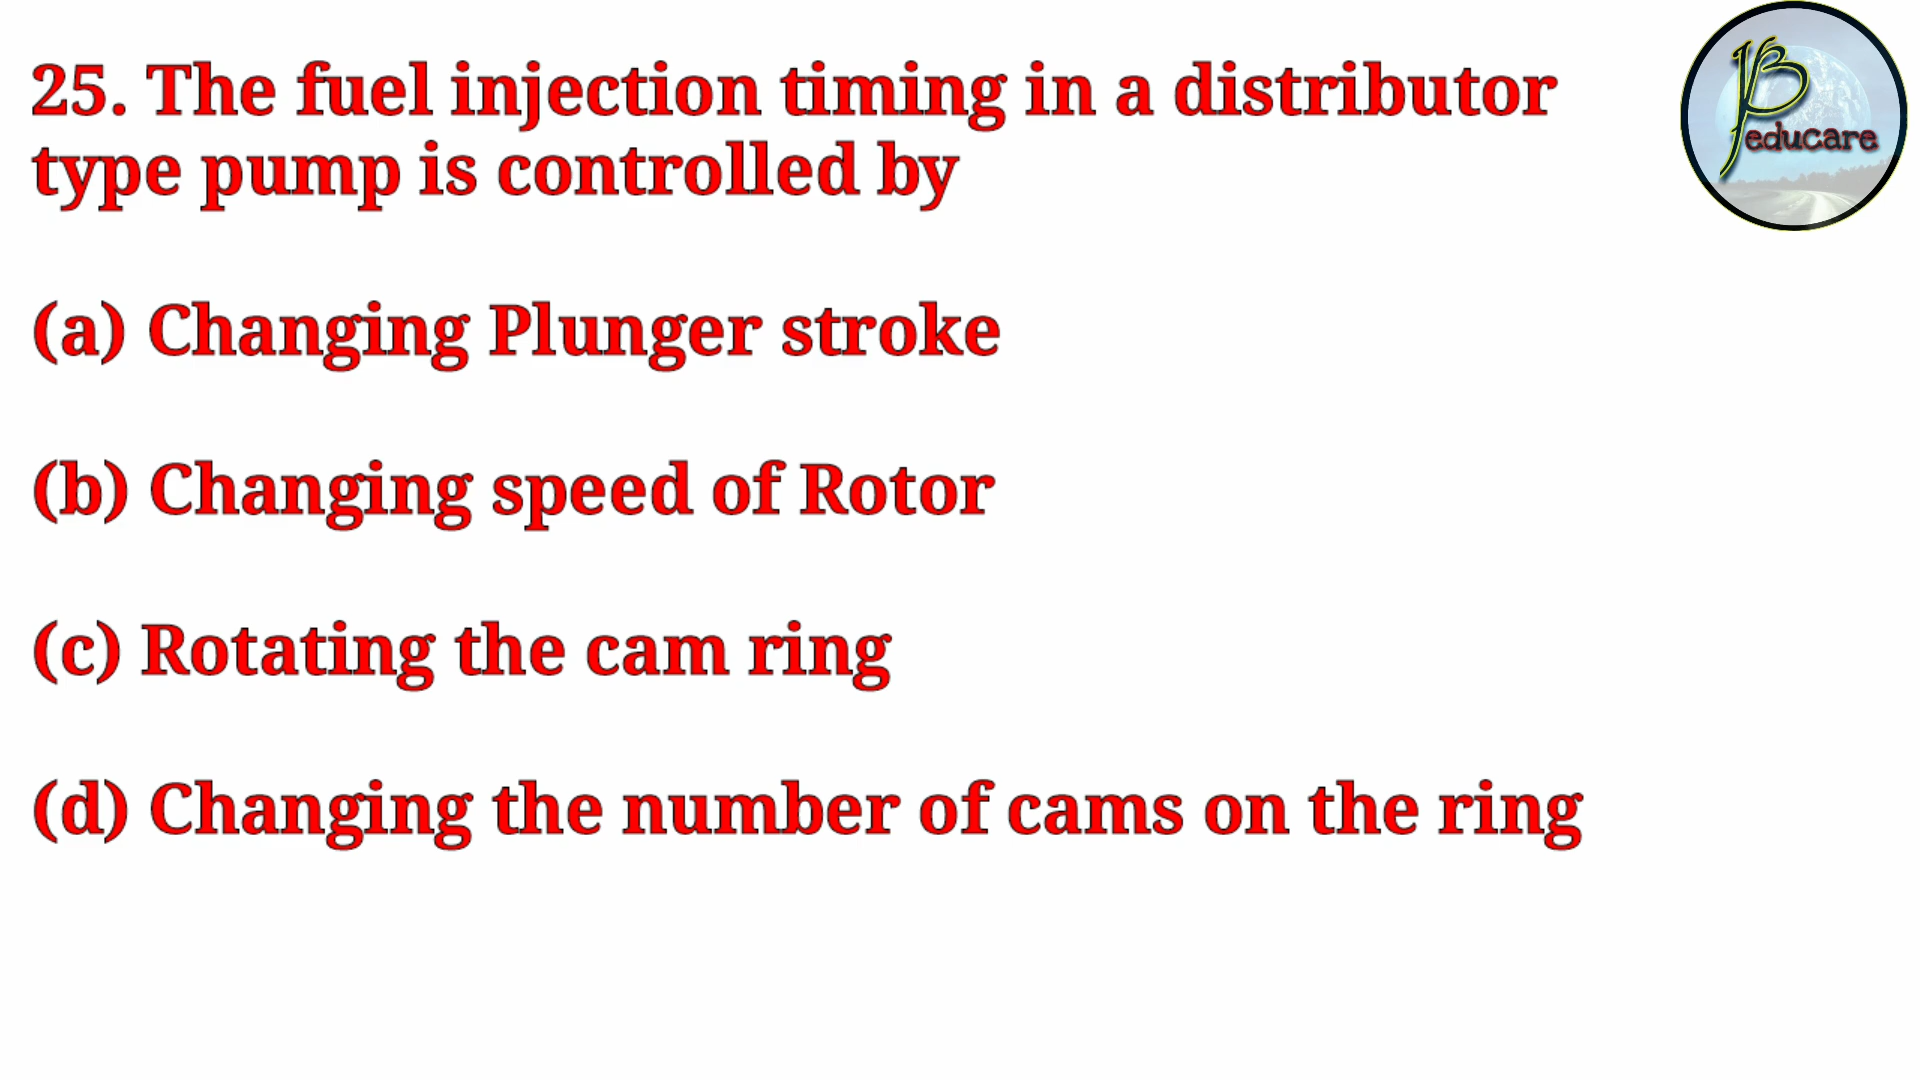 25. The fuel injection timing in a distributor
type pump is controlled by
(a) Changing Plunger stroke
(b) Changing speed of Rotor
(c) Rotating the cam ring
(d) Changing the number of cams on the ring
educare